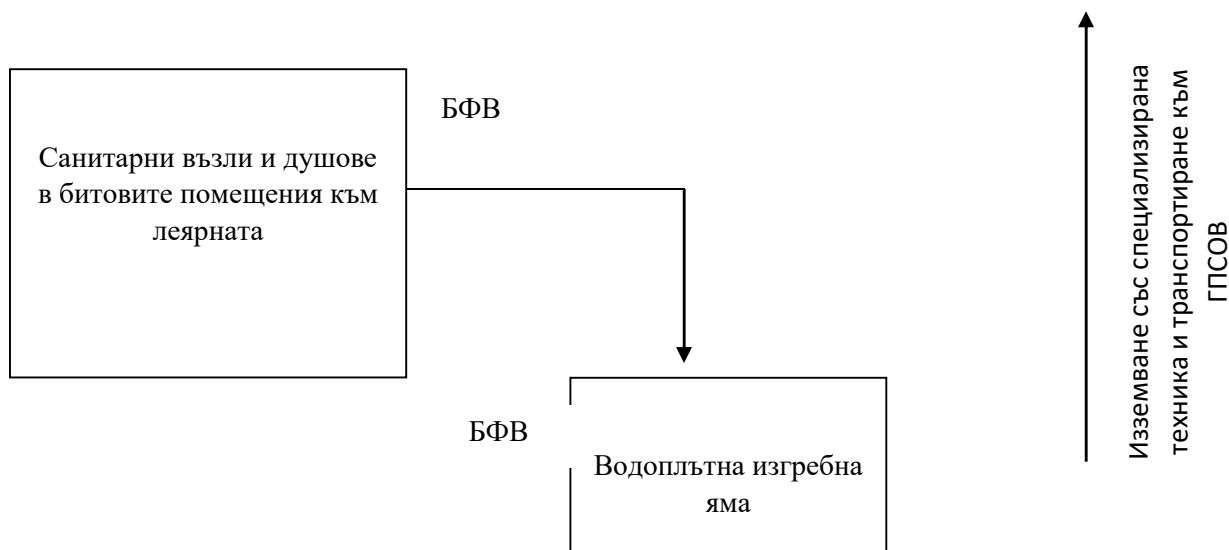 БФВ
Санитарни възли и душове
в битовите помещения към
леярната
БФВ
Водоплътна изгребна
яма
Изземване със специализирана
техника и транспортиране към
ГПСОВ